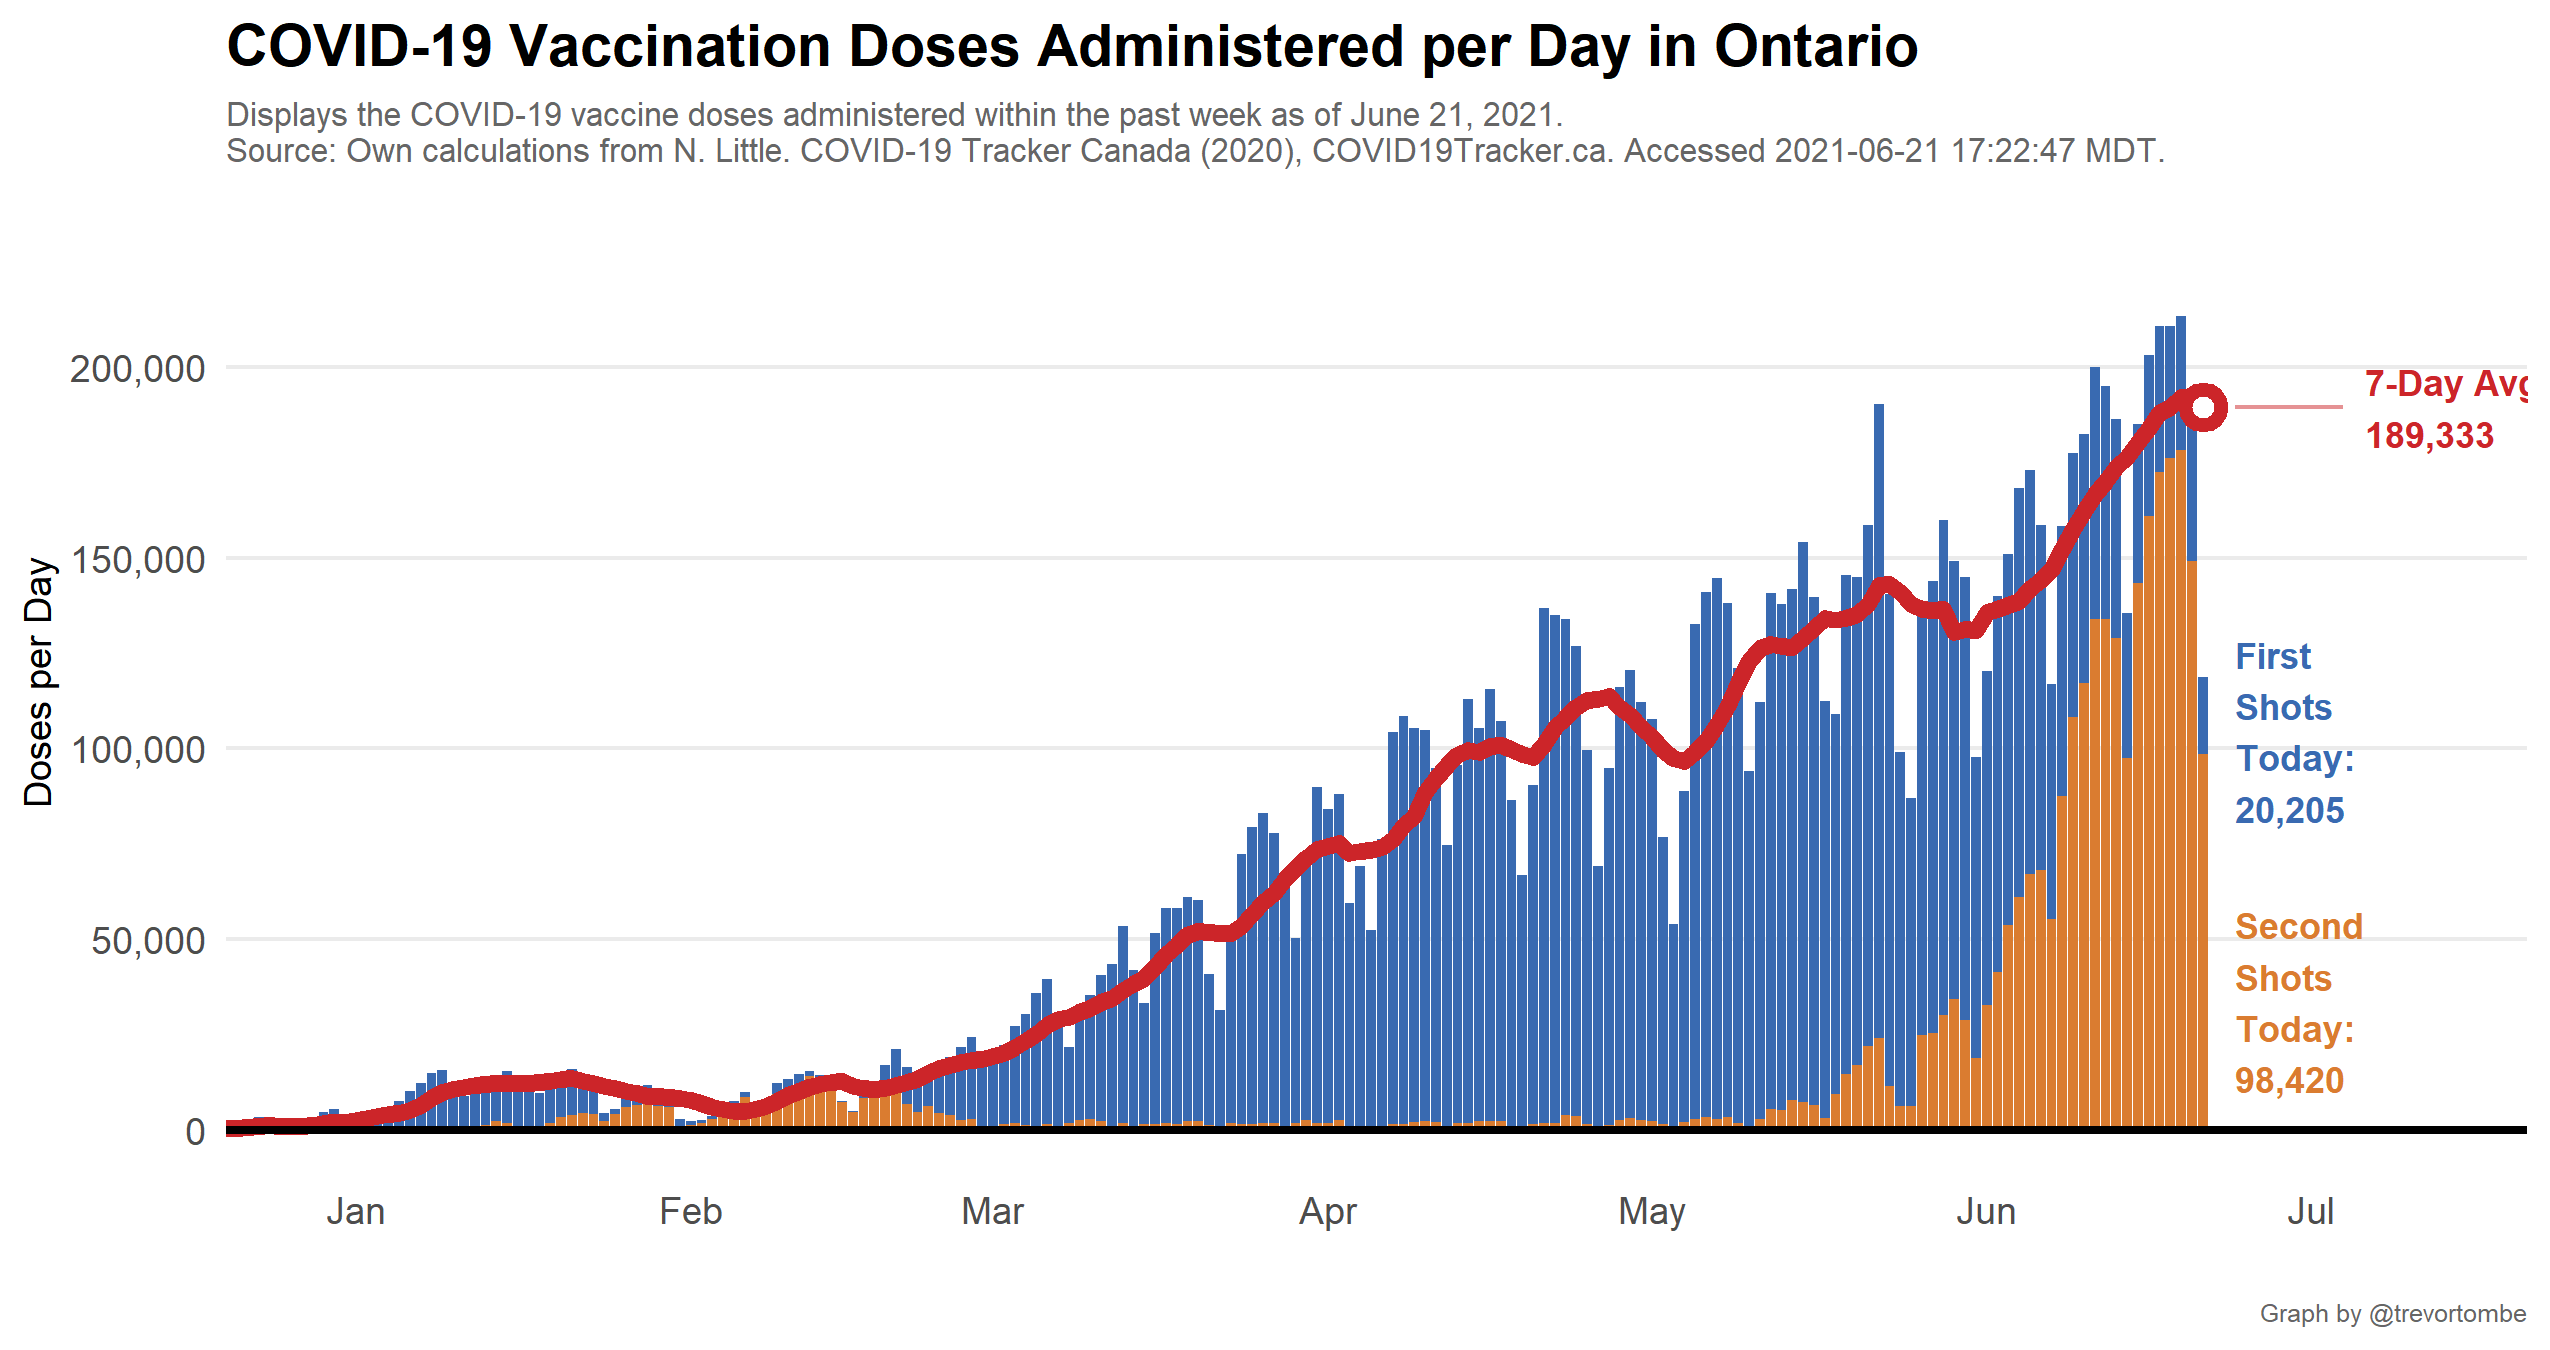 COVID-19 Vaccination Doses Administered per Day in Ontario
Displays the COVID-19 vaccine doses administered within the past week as of June 21, 2021.
Source: Own calculations from N. Little. COVID-19 Tracker Canada (2020), COVID19Tracker.ca. Accessed 2021-06-21 17:22:47 MDT.
Doses per Day
200,000
150,000
100,000
50,000
0
7-Day Avg
189,333
First
Shots
Today:
20,205
Second
Shots
Today:
98,420
Jan Feb Mar Apr May Jun Jul
Graph by @trevortombe